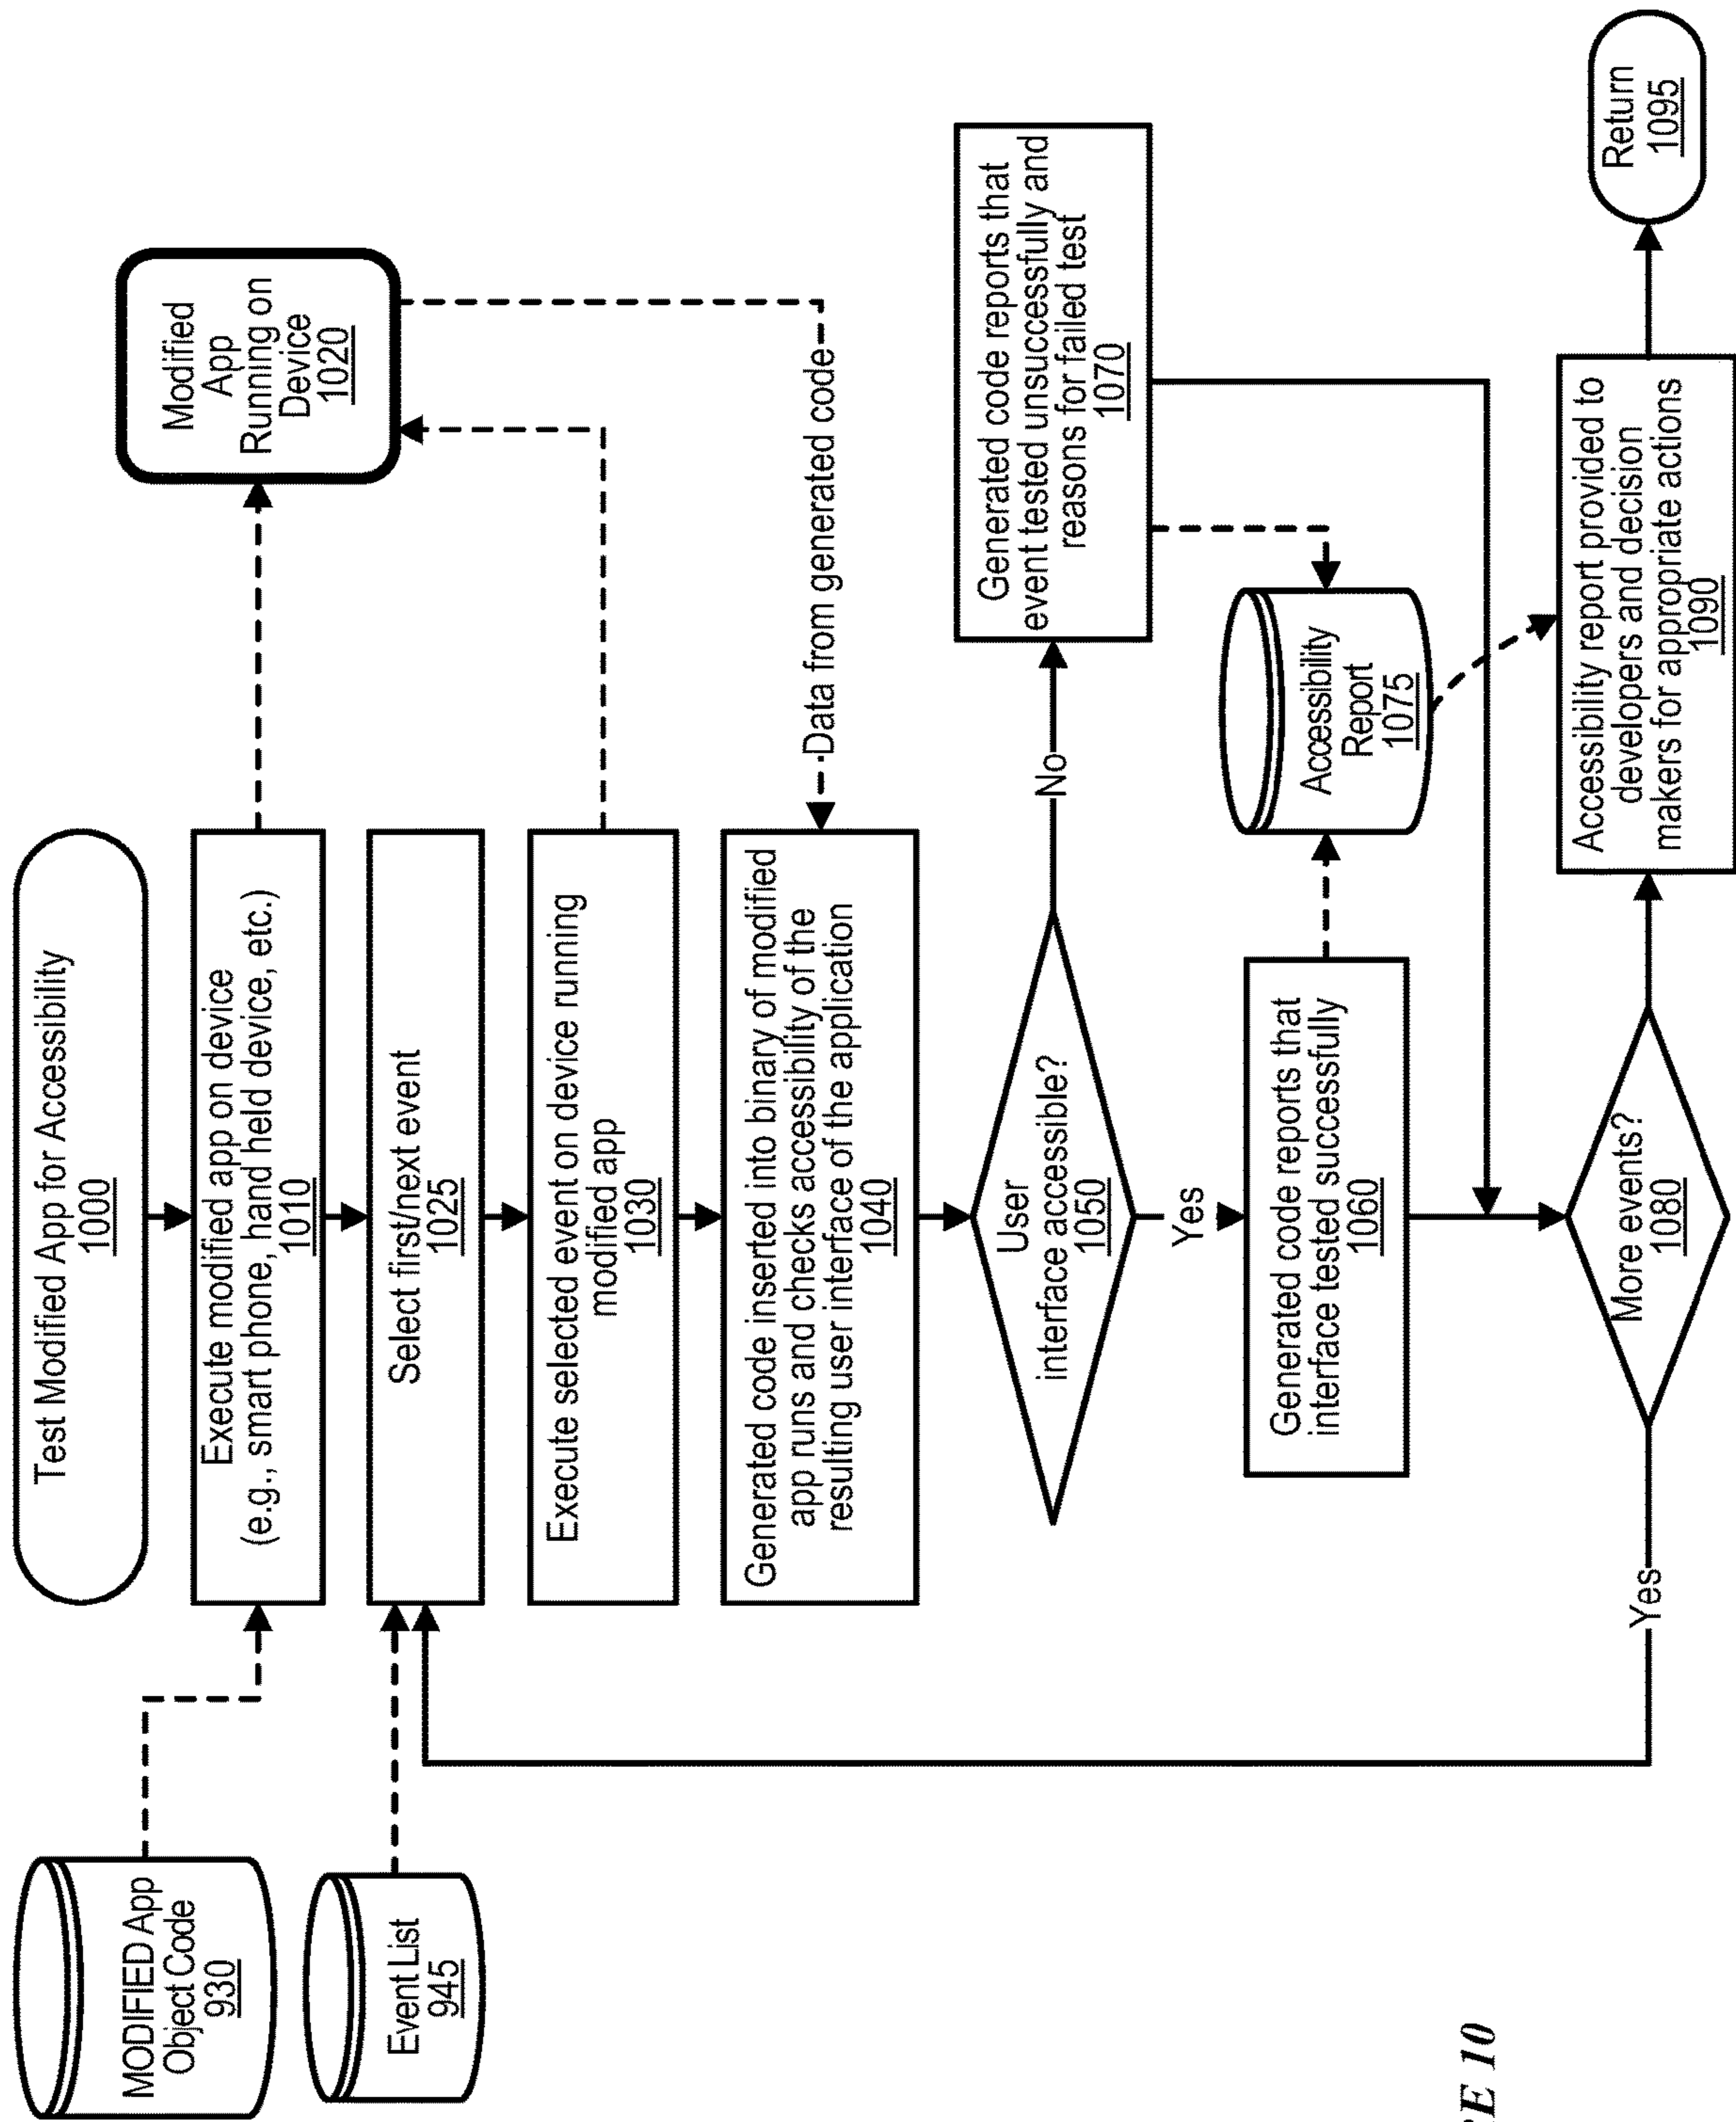 Test Modified App for Accessibility
1000
MODIFIED App
Object Code
930
Execute modified app on device
(e.g., smart phone, hand held device, etc.)
1010
Modified
App
Running on
Device
1020
Event List
945
Select first/next event
1025
Execute selected event on device running
modified app
1030
Generated code inserted into binary of modified
app runs and checks accessibility of the
resulting user interface of the application
1040
Data from generated code
User
interface accessible?
1050
No
Yes
Generated code reports that
event tested unsuccessfully and
reasons for failed test
1070
Generated code reports that
interface tested successfully
1060
Accessibility
Report
1075
More events?
1080
Yes
Accessibility report provided to
developers and decision
makers for appropriate actions
1090
Return
1095
10